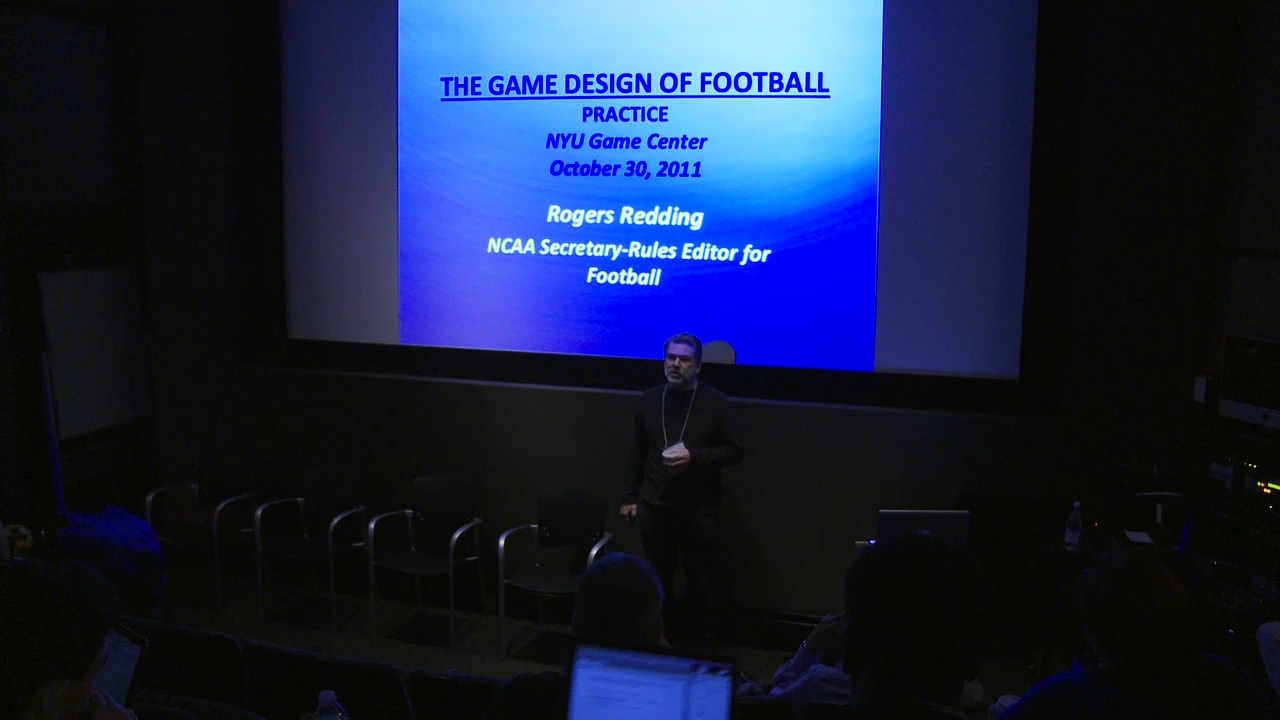 THE GAME DESIGN OF FOOTBALL
PRACTICE
NYU Game Center
October 30, 2011
Rogers Redding
NCAA Secretary-Rules Editor for
Football